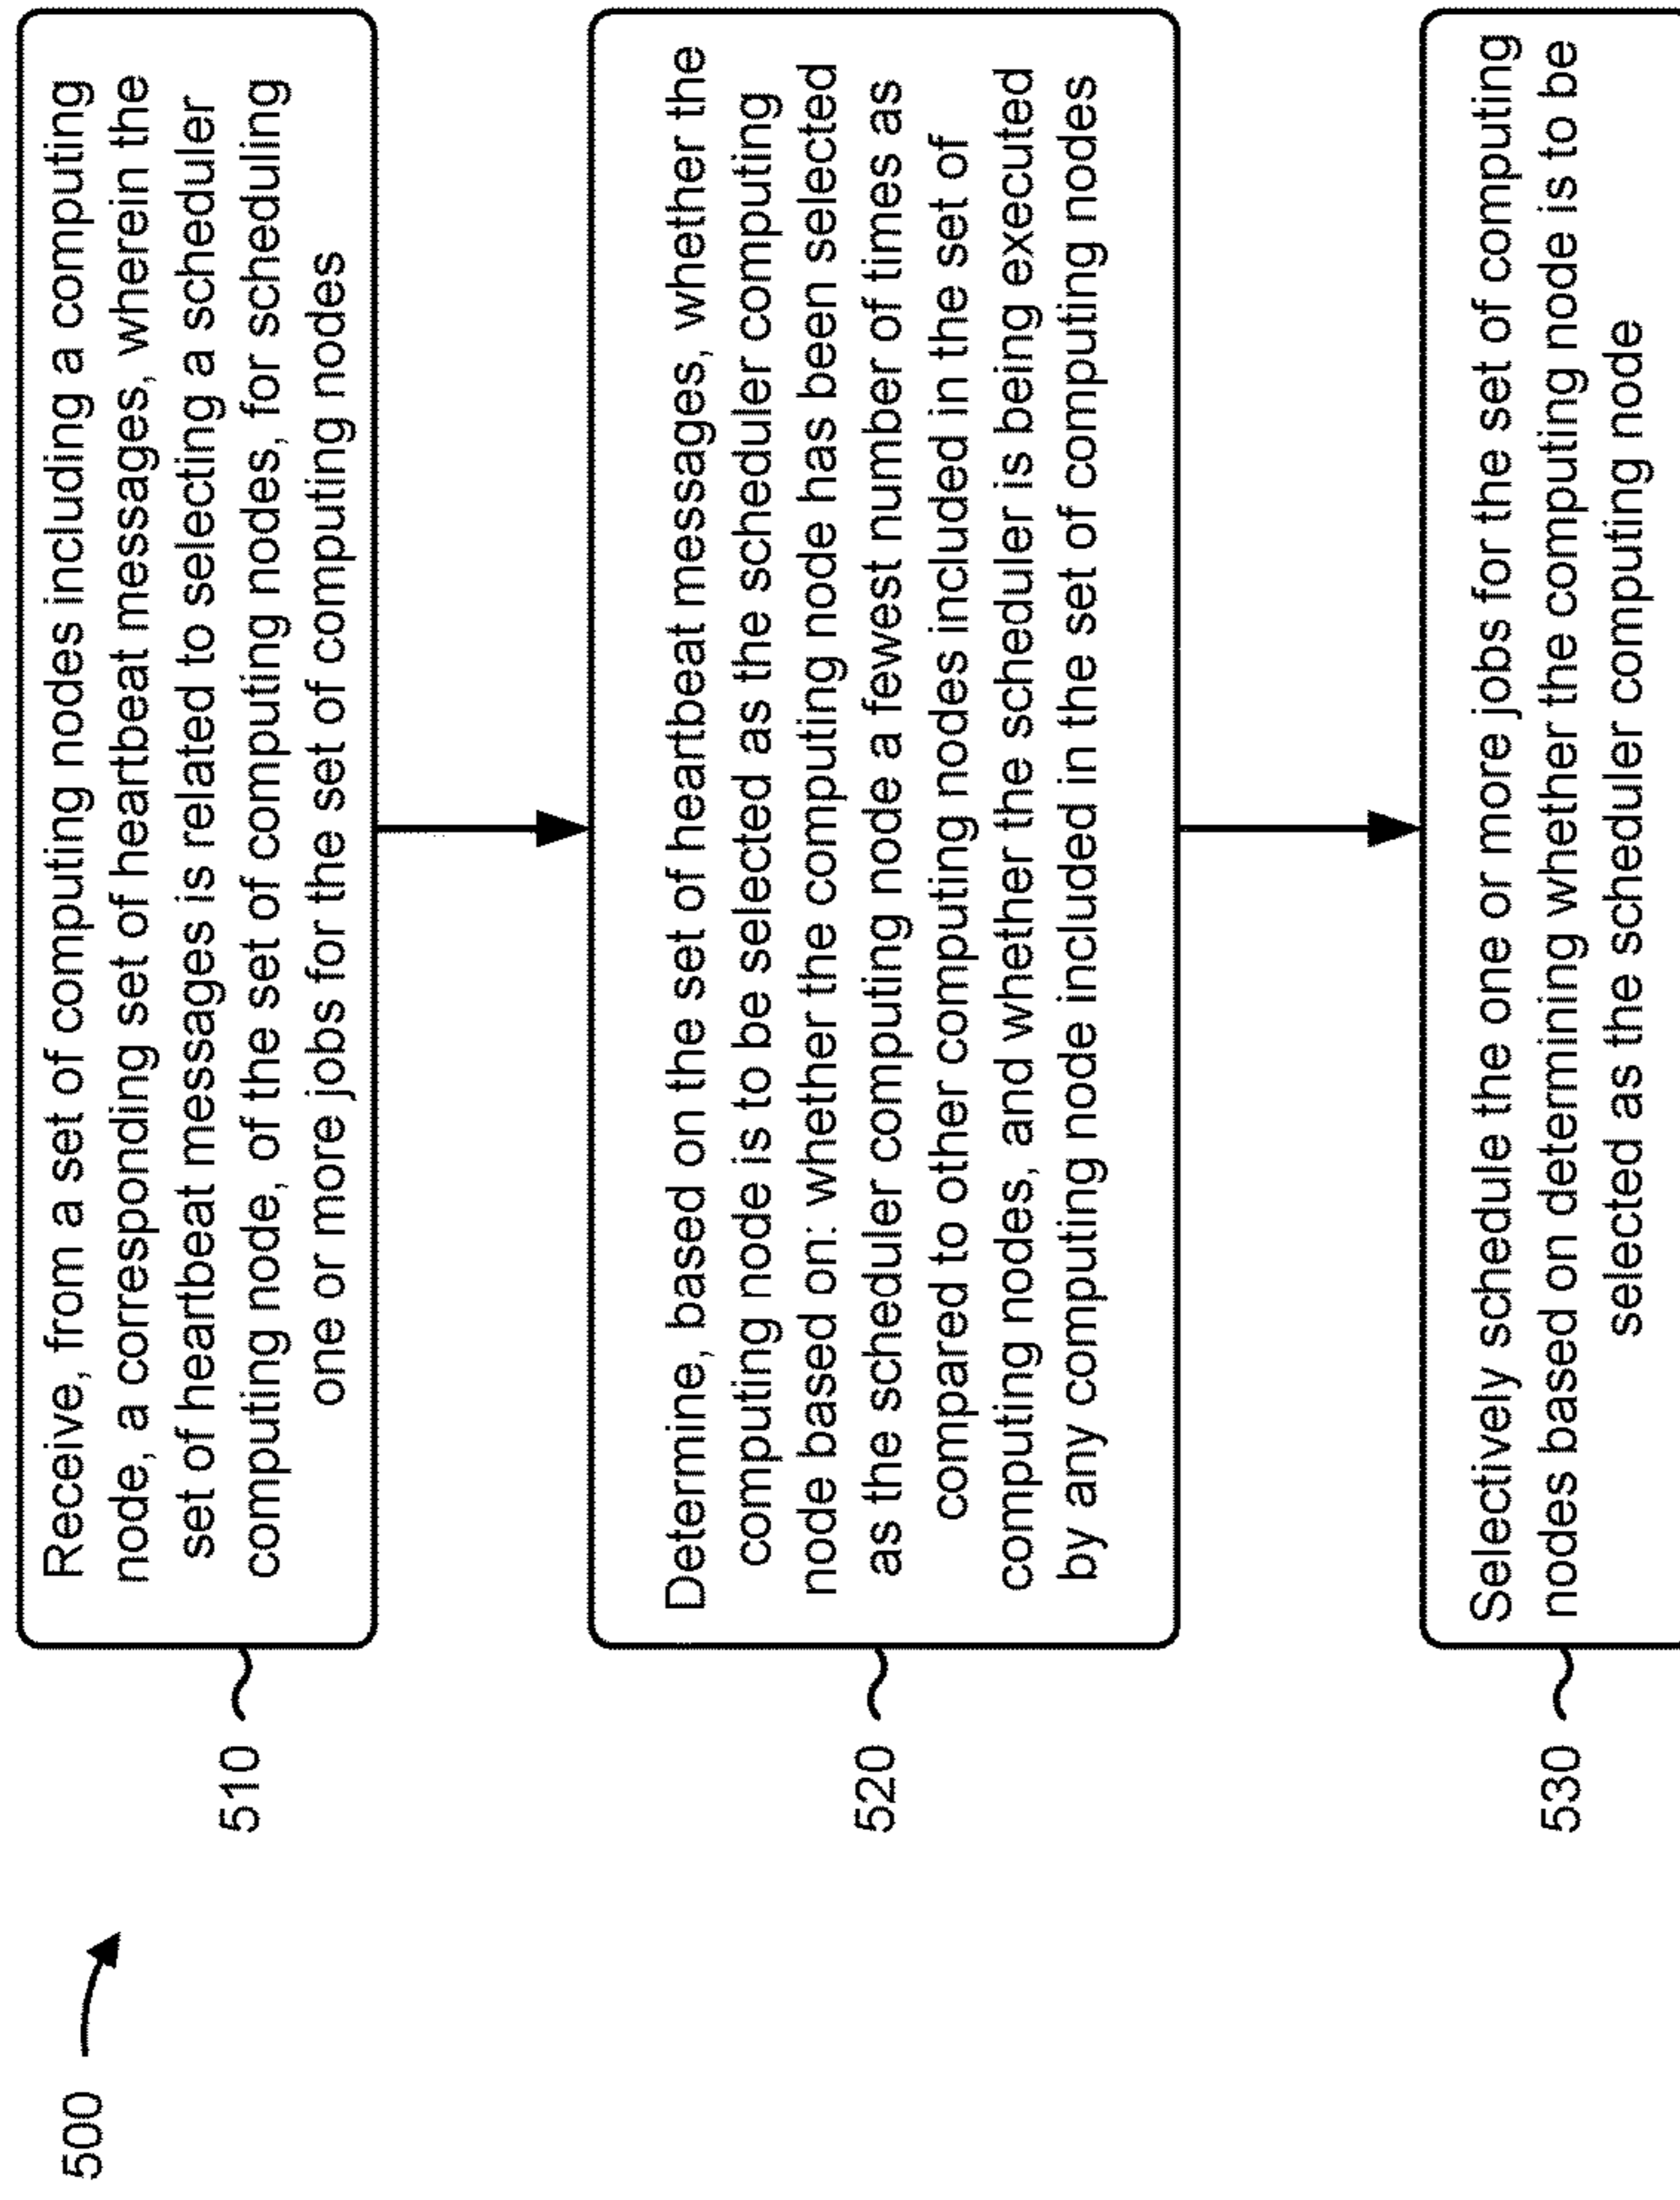 500
510
Receive, from a set of computing nodes including a computing
node, a corresponding set of heartbeat messages, wherein the
set of heartbeat messages is related to selecting a scheduler
computing node, of the set of computing nodes, for scheduling
one or more jobs for the set of computing nodes
520
Determine, based on the set of heartbeat messages, whether the
computing node is to be selected as the scheduler computing
node based on: whether the computing node has been selected
as the scheduler computing node a fewest number of times as
compared to other computing nodes included in the set of
computing nodes, and whether the scheduler is being executed
by any computing node included in the set of computing nodes
530
Selectively schedule the one or more jobs for the set of computing
nodes based on determining whether the computing node is to be
selected as the scheduler computing node